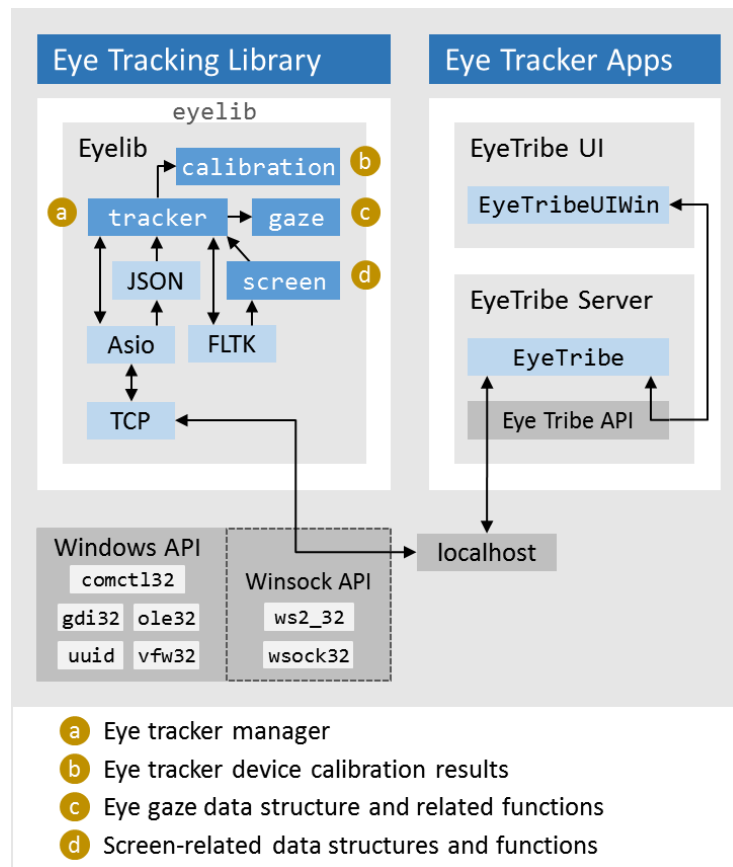 Eye Tracking Library
Eye Tracker Apps
eyelib
Eyelib
calibration
b
a
tracker
gaze
c
JSON
screen
d
Asio
FLTK
TCP
EyeTribe UI
EyeTribeUIWin
EyeTribe Server
EyeTribe
Eye Tribe API
localhost
Windows API
comctl32
gdi32 ole32
uuid vfw32
Winsock API
ws2_32
wsock32
a Eye tracker manager
b Eye tracker device calibration results
c Eye gaze data structure and related functions
d Screen-related data structures and functions